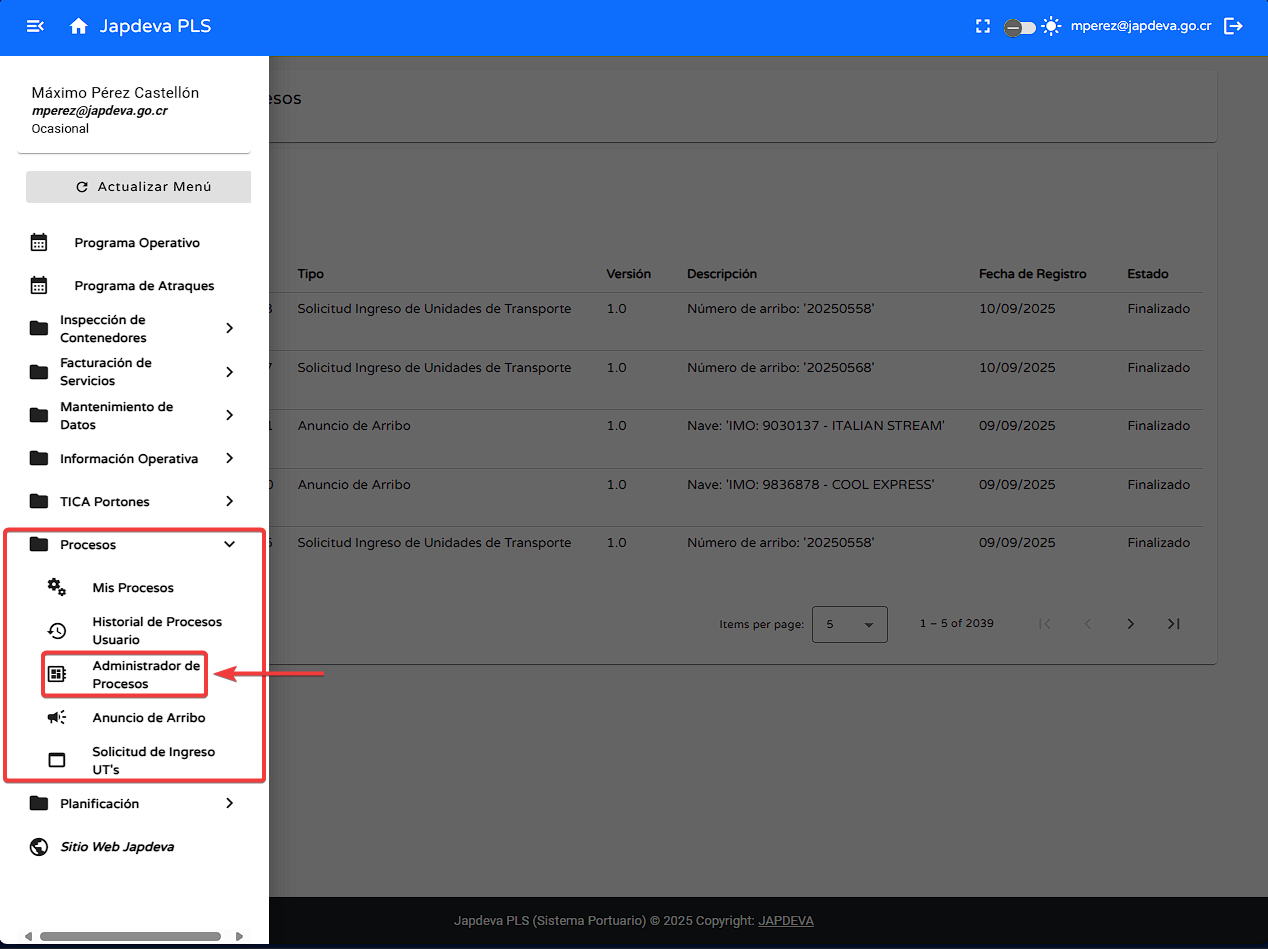 Japdeva PLS
mperez@japdeva.go.cr
Máximo Pérez Castellón
mperez@japdeva.go.cr
Ocasional
Actualizar Menú
Programa Operativo
Programa de Atraques
Inspección de
Contenedores
Facturación de
Servicios
Mantenimiento de
Datos
Información Operativa
TICA Portones
Procesos
Mis Procesos
Historial de Procesos
Usuario
Administrador de
Procesos
Anuncio de Arribo
Solicitud de Ingreso
UT's
Planificación
Sitio Web Japdeva
Tipo Versión Descripción Fecha de Registro Estado
Solicitud Ingreso de Unidades de Transporte 1.0 Número de arribo: '20250558' 10/09/2025 Finalizado
Solicitud Ingreso de Unidades de Transporte 1.0 Número de arribo: '20250568' 10/09/2025 Finalizado
Anuncio de Arribo 1.0 Nave: 'IMO: 9030137 - ITALIAN STREAM' 09/09/2025 Finalizado
Anuncio de Arribo 1.0 Nave: 'IMO: 9836878 - COOL EXPRESS' 09/09/2025 Finalizado
Solicitud Ingreso de Unidades de Transporte 1.0 Número de arribo: '20250558' 09/09/2025 Finalizado
Items per page: 5 1 – 5 of 2039
Japdeva PLS (Sistema Portuario) © 2025 Copyright: JAPDEVA